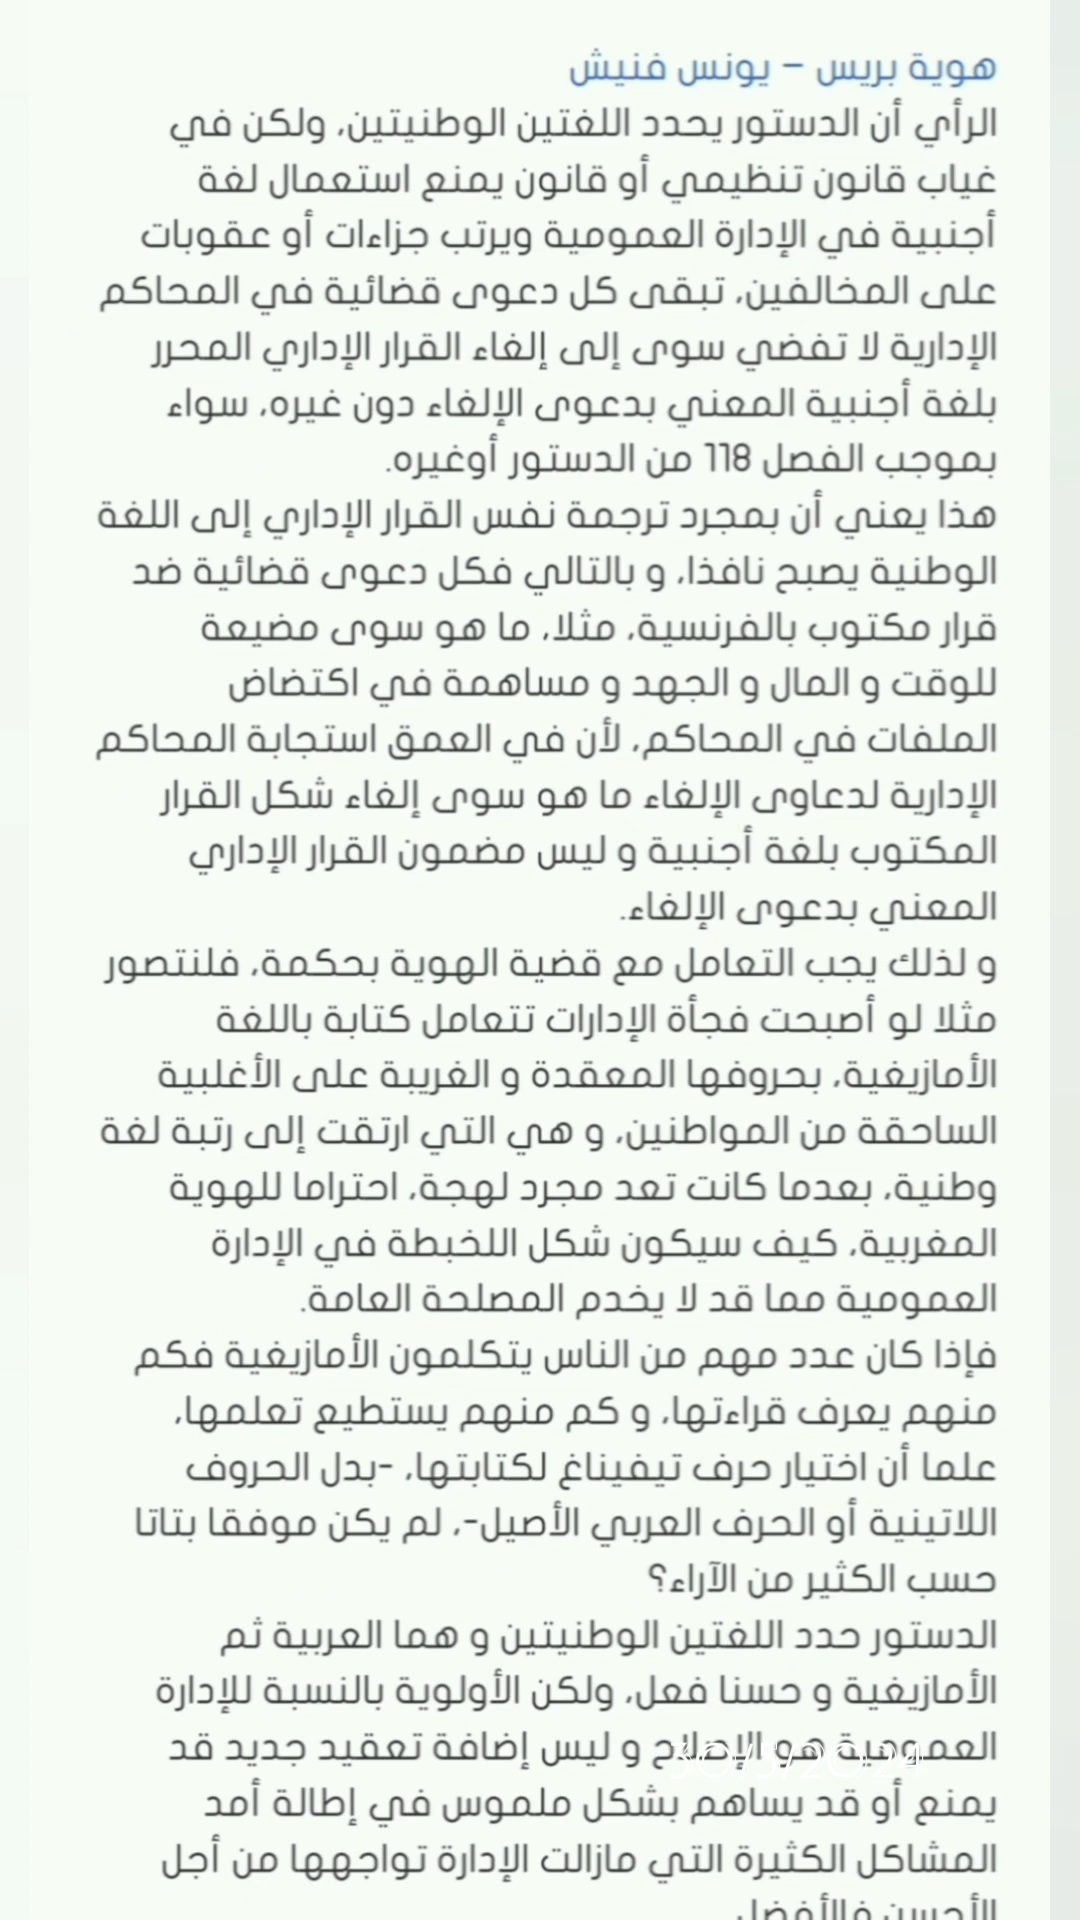 هوية بريس – يونس فنيش
الرأي أن الدستور يحدد اللغتين الوطنيتين، ولكن في
غياب قانون تنظيمي أو قانون يمنع استعمال لغة
أجنبية في الإدارة العمومية ويرتب جزاءات أو عقوبات
على المخالفين، تبقى كل دعوى قضائية في المحاكم
الإدارية لا تفضي سوى إلى إلغاء القرار الإداري المحرر
بلغة أجنبية المعني بدعوى الإلغاء دون غيره، سواء
بموجب الفصل 118 من الدستور أوغيره.
هذا يعني أن بمجرد ترجمة نفس القرار الإداري إلى اللغة
الوطنية يصبح نافذا، و بالتالي فكل دعوى قضائية ضد
قرار مكتوب بالفرنسية، مثلا، ما هو سوى مضيعة
للوقت و المال و الجهد و مساهمة في اكتضاض
الملفات في المحاكم، لأن في العمق استجابة المحاكم
الإدارية لدعاوى الإلغاء ما هو سوى إلغاء شكل القرار
المكتوب بلغة أجنبية و ليس مضمون القرار الإداري
المعني بدعوى الإلغاء.
و لذلك يجب التعامل مع قضية الهوية بحكمة، فلنتصور
مثلا لو أصبحت فجأة الإدارات تتعامل كتابة باللغة
الأمازيغية، بحروفها المعقدة و الغريبة على الأغلبية
الساحقة من المواطنين، و هي التي ارتقت إلى رتبة لغة
وطنية، بعدما كانت تعد مجرد لهجة، احتراما للهوية
المغربية، كيف سيكون شكل اللخبطة في الإدارة
العمومية مما قد لا يخدم المصلحة العامة.
فإذا كان عدد مهم من الناس يتكلمون الأمازيغية فكم
منهم يعرف قراءتها، و كم منهم يستطيع تعلمها،
علما أن اختيار حرف تيفيناغ لكتابتها، -بدل الحروف
اللاتينية أو الحرف العربي الأصيل-، لم يكن موفقا بتاتا
حسب الكثير من الآراء؟
الدستور حدد اللغتين الوطنيتين و هما العربية ثم
الأمازيغية و حسنا فعل، ولكن الأولوية بالنسبة للإدارة
العمومية هو الإصلاح و ليس إضافة تعقيد جديد قد
30/5/2024
يمنع أو قد يساهم بشكل ملموس في إطالة أمد
المشاكل الكثيرة التي مازالت الإدارة تواجهها من أجل
الأحسن فالأفضل